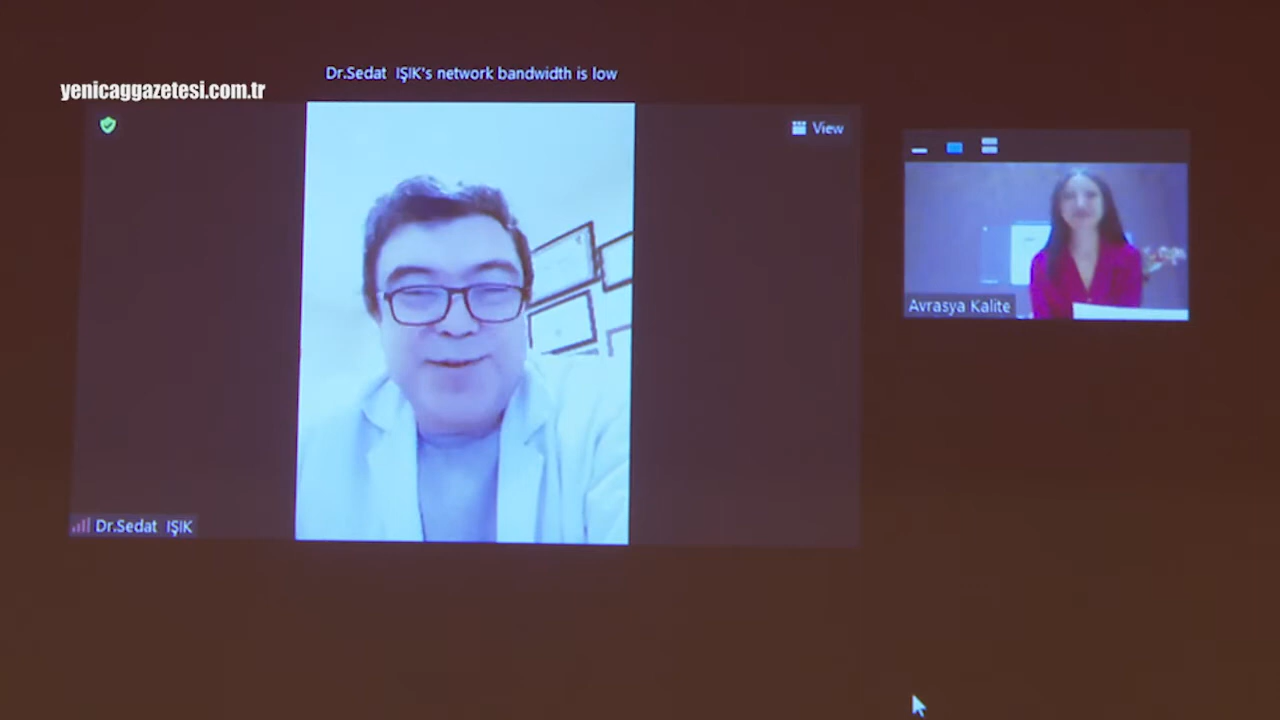 Dr.Sedat IŞIK's network bandwidth is low
yenicaggazetesi.com.tr
View
Avrasya Kalite
Dr.Sedat IŞIK